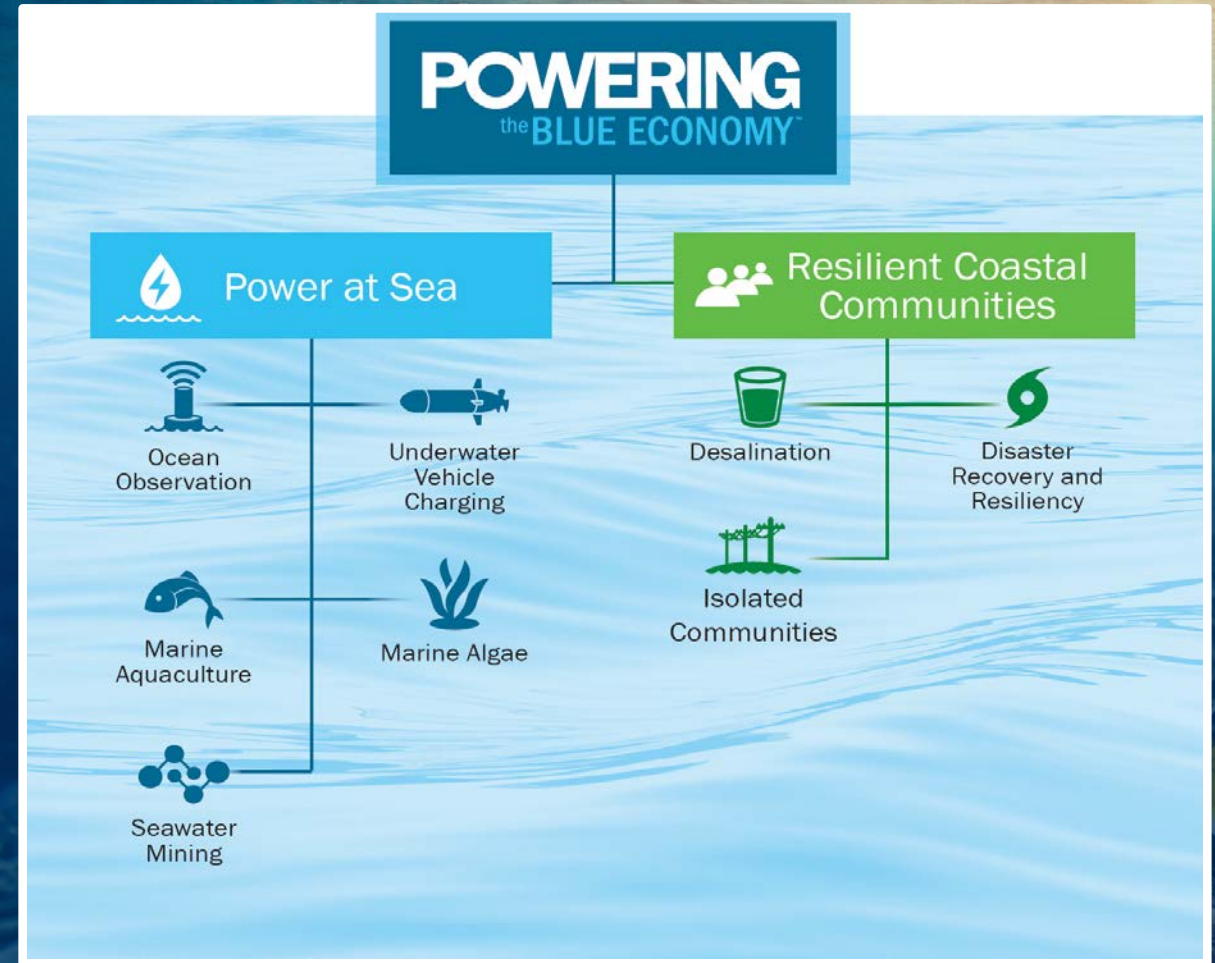 POWERING
the BLUE ECONOMY™
Power at Sea
Resilient Coastal
Communities
Ocean
Observation
Underwater
Vehicle
Charging
Desalination
Disaster
Recovery and
Resiliency
Marine
Aquaculture
Marine Algae
Isolated
Communities
Seawater
Mining